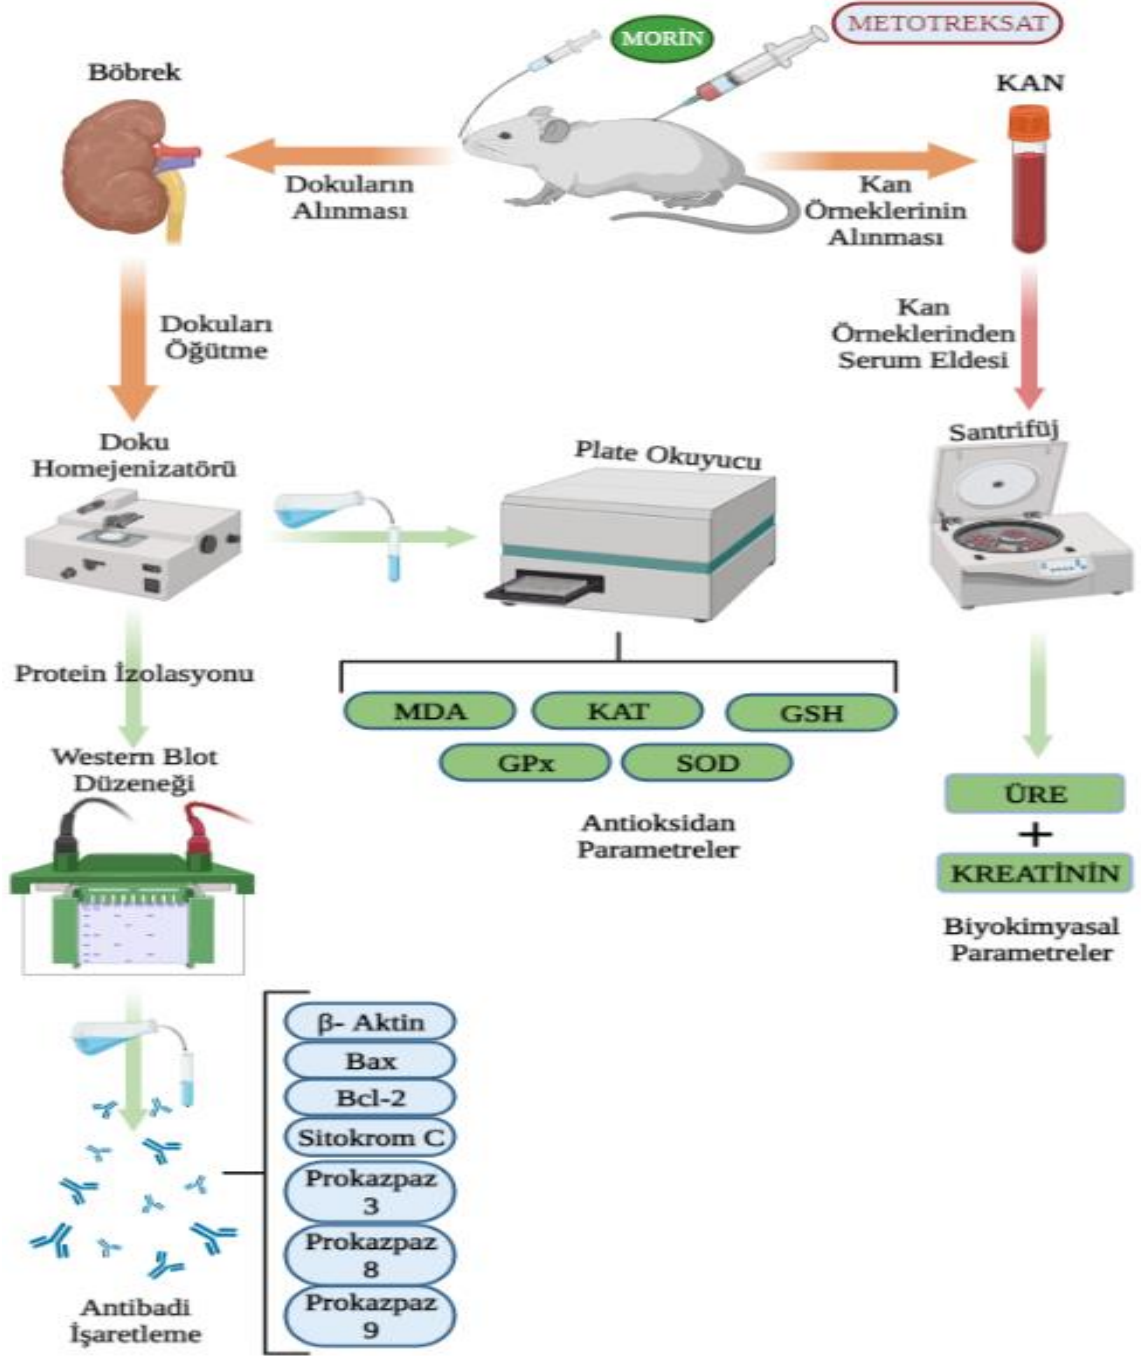 MORİN
METOTREKSAT
Böbrek
KAN
Dokuların
Alınması
Kan
Örneklerinin
Alınması
Dokuları
Öğütme
Kan
Örneklerinden
Serum Eldesi
Doku
Homejenizatörü
Plate Okuyucu
Santrifüj
Protein İzolasyonu
MDA
KAT
GSH
GPx
SOD
Antioksidan
Parametreler
Western Blot
Düzeneği
ÜRE
+
KREATİNİN
Biyokimyasal
Parametreler
β- Aktin
Bax
Bcl-2
Sitokrom C
Prokazpaz
3
Prokazpaz
8
Prokazpaz
9
Antibadi
İşaretleme